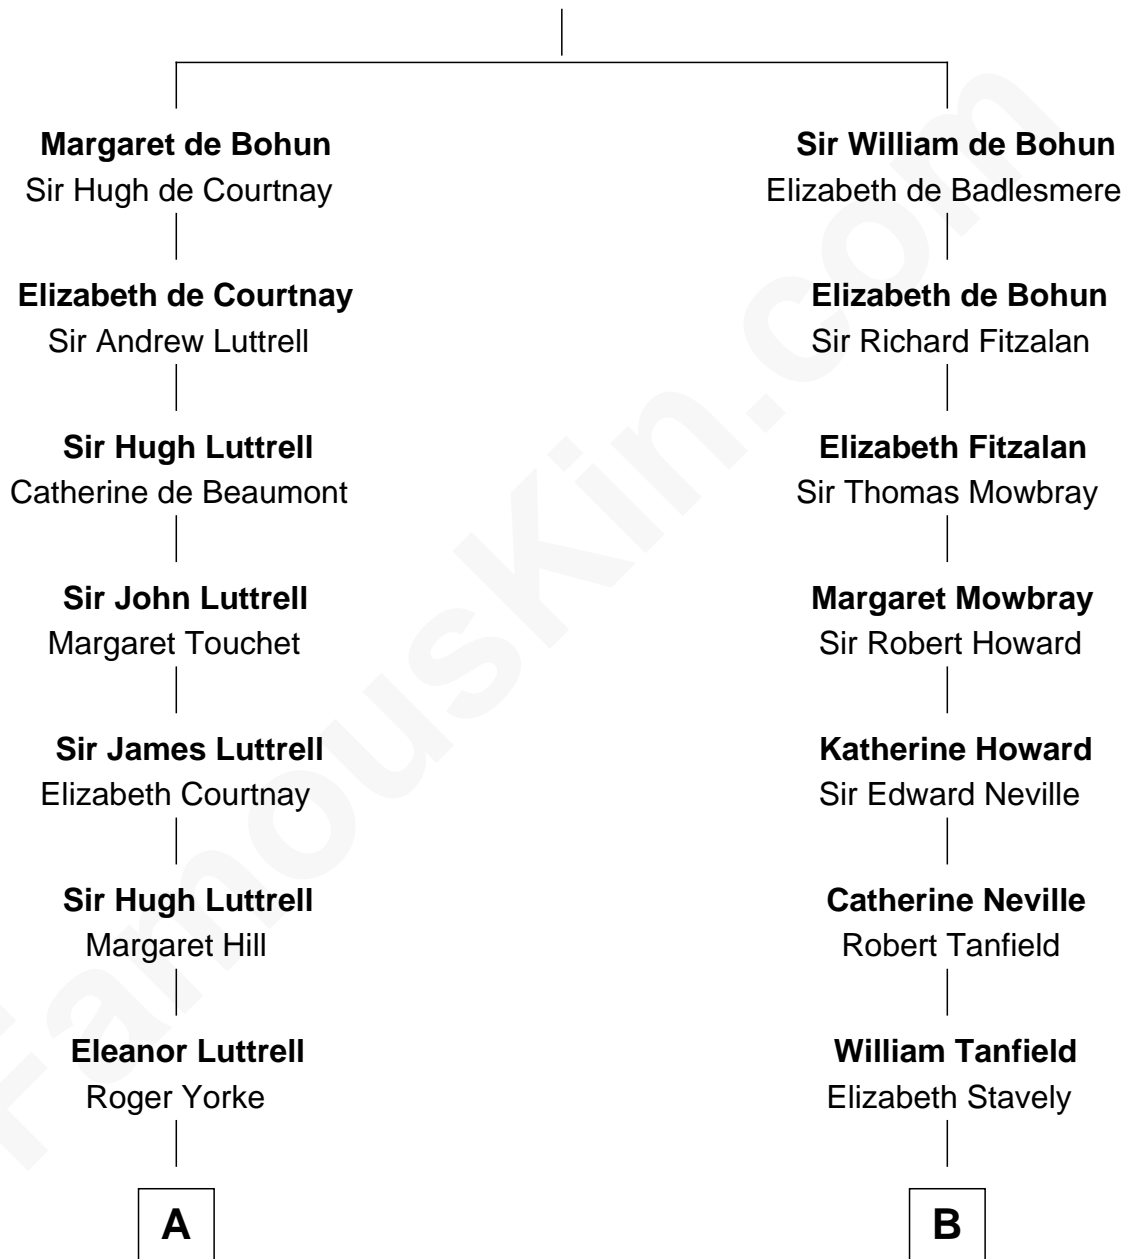 Margaret de Bohun
Sir Hugh de Courtnay
Elizabeth de Courtnay
Sir Andrew Luttrell
Sir Hugh Luttrell
Catherine de Beaumont
Sir John Luttrell
Margaret Touchet
Sir James Luttrell
Elizabeth Courtnay
Sir Hugh Luttrell
Margaret Hill
Eleanor Luttrell
Roger Yorke
A
Sir William de Bohun
Elizabeth de Badlesmere
Elizabeth de Bohun
Sir Richard Fitzalan
Elizabeth Fitzalan
Sir Thomas Mowbray
Margaret Mowbray
Sir Robert Howard
Katherine Howard
Sir Edward Neville
Catherine Neville
Robert Tanfield
William Tanfield
Elizabeth Stavely
B
FamousKin.com